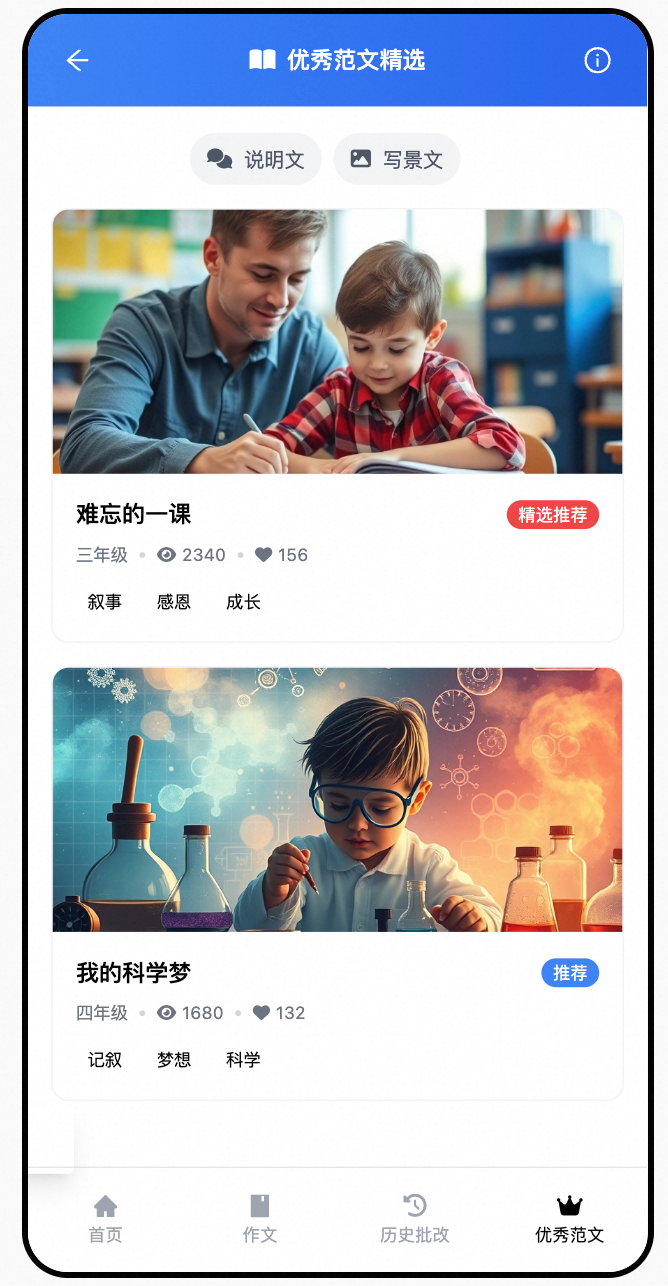 优秀范文精选
说明文 写景文
难忘的一课 精选推荐
三年级 • 2340 • 156
叙事 感恩 成长
我的科学梦 推荐
四年级 • 1680 • 132
记叙 梦想 科学
首页 作文 历史批改 优秀范文